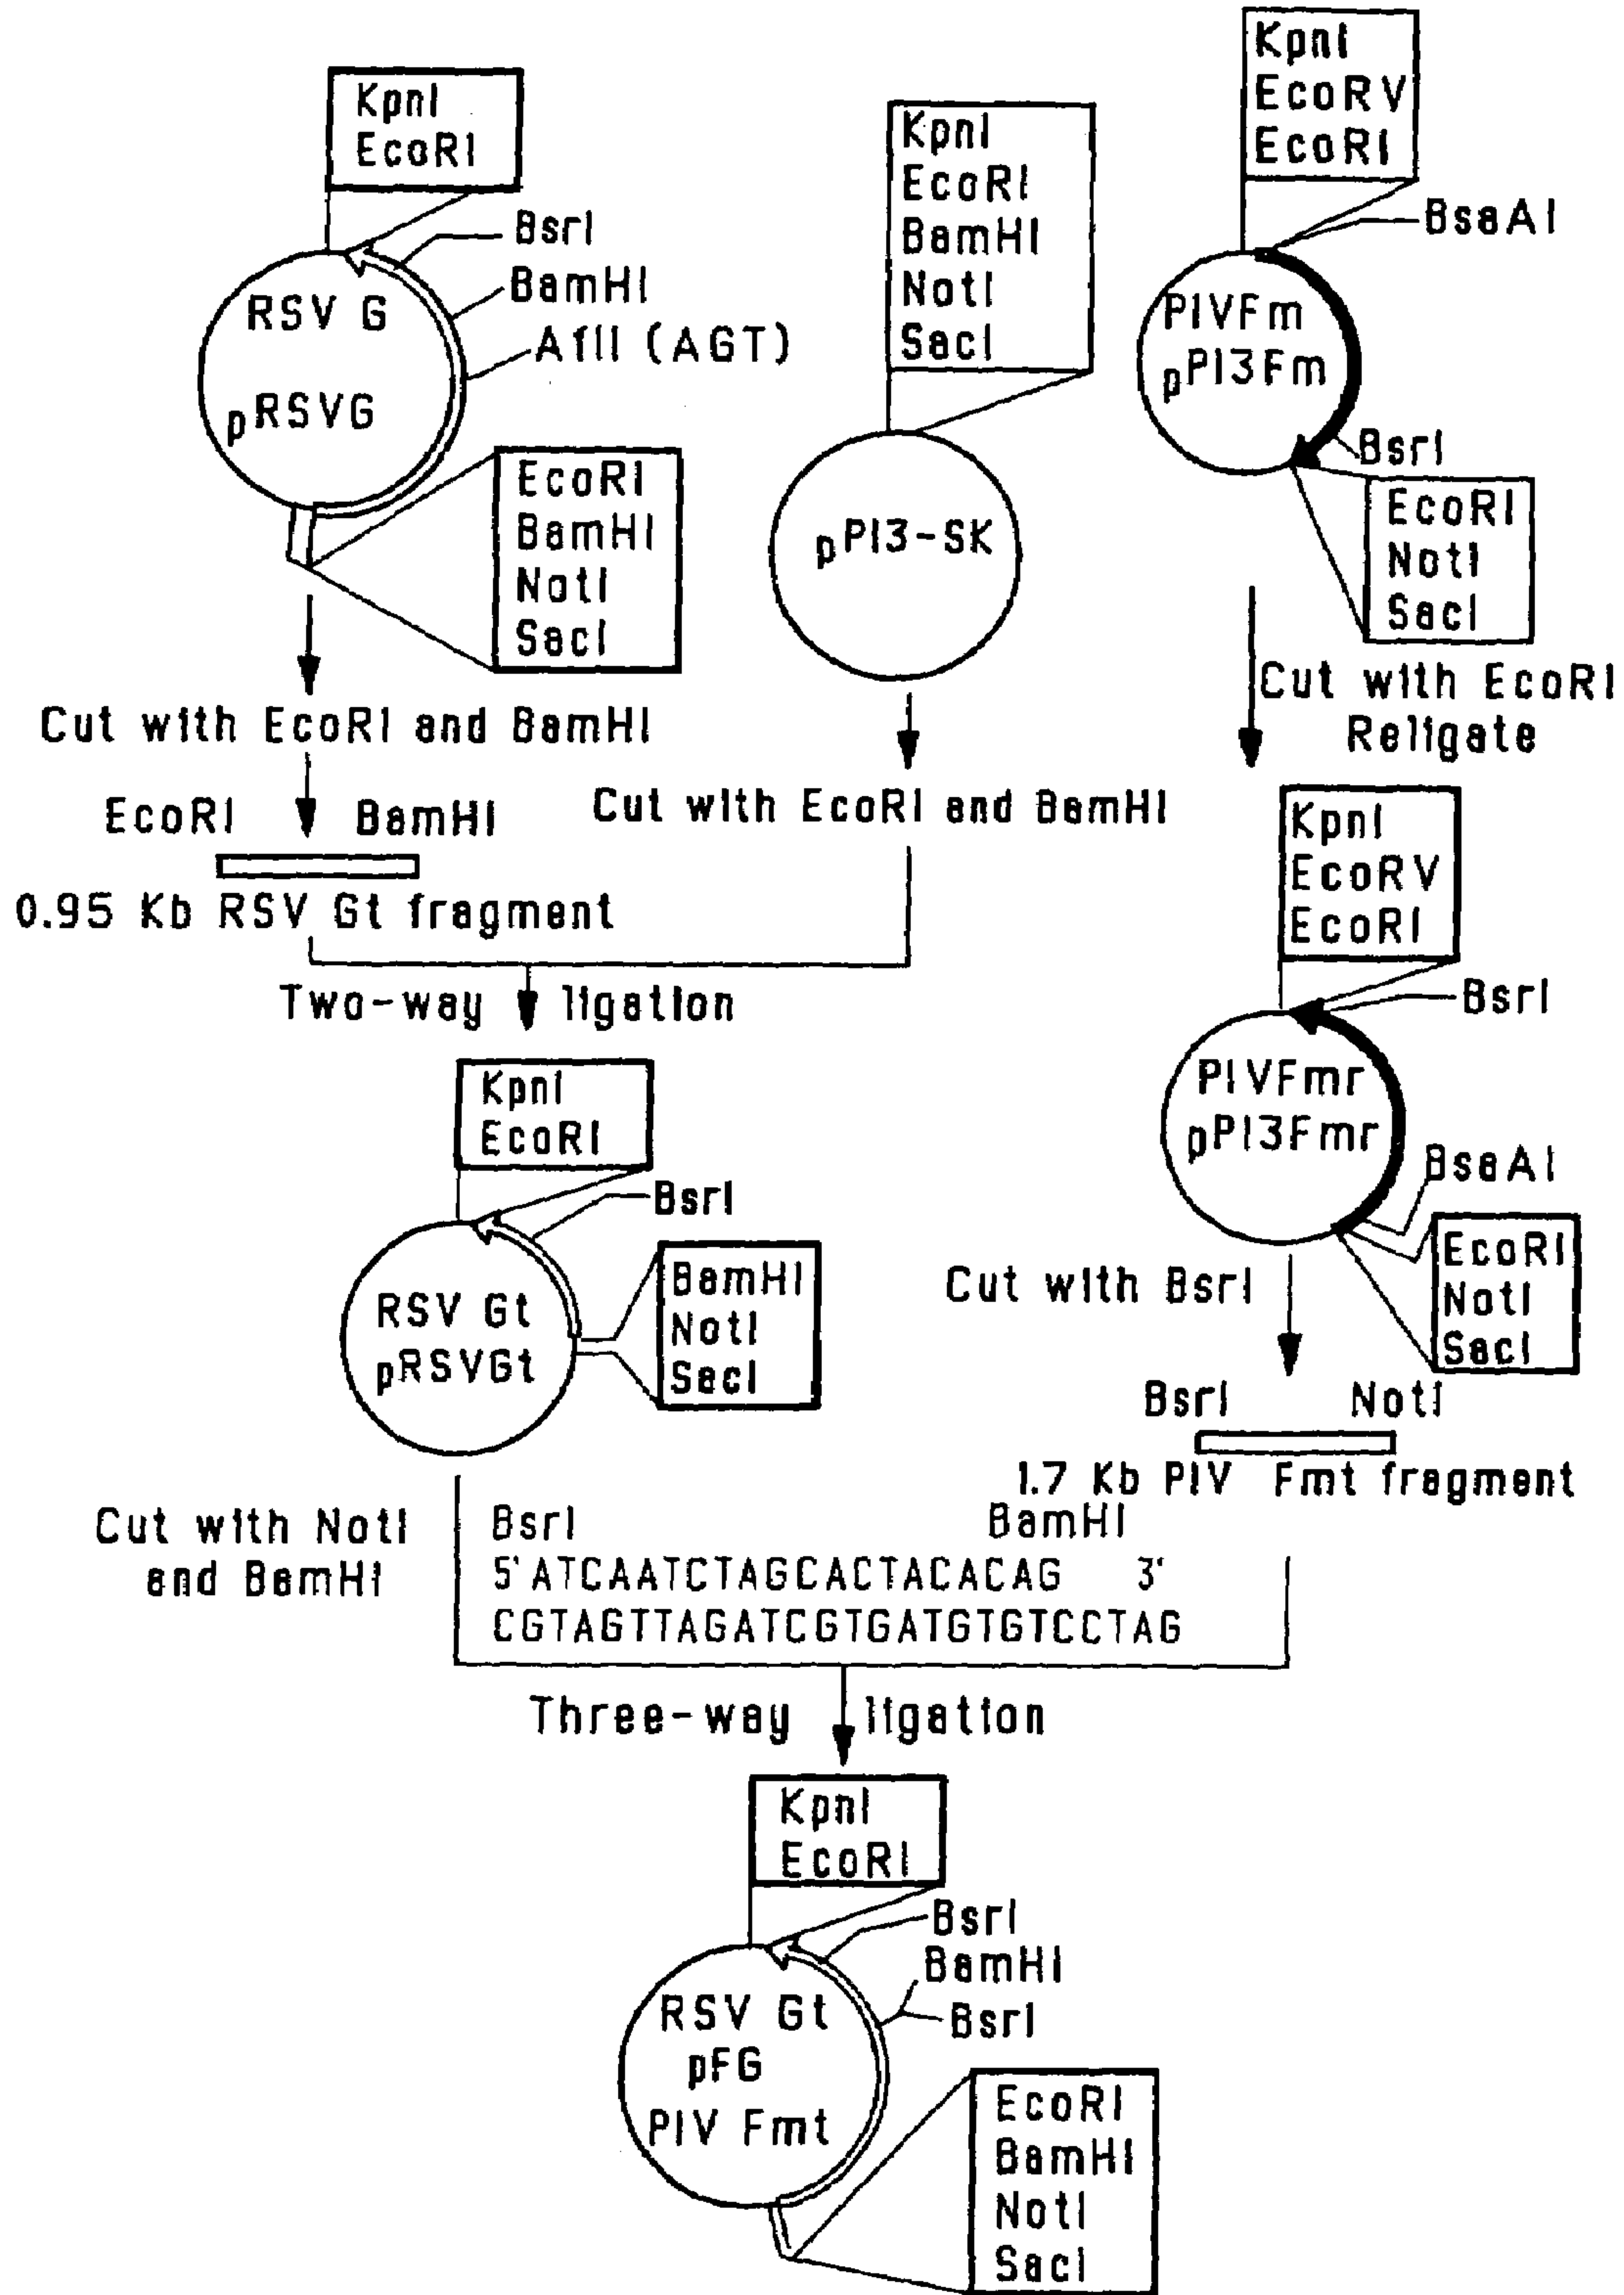 KpnI
EcoRI
BsrI
BamHI
AflII (AGT)
RSV G
pRSVG
EcoRI
BamHI
NotI
SacI
Cut with EcoRI and BamHI
EcoRI BamHI
0.95 Kb RSV Gt fragment
KpnI
EcoRI
BamHI
NotI
SacI
pPI3-SK
Cut with EcoRI and BamHI
KpnI
EcoRV
EcoRI
BsaAI
PIVFm
pPI3Fm
BsrI
EcoRI
NotI
SacI
Cut with EcoRI
Religate
Two-way ligation
KpnI
EcoRI
BsrI
RSV Gt
pRSVGt
BamHI
NotI
SacI
KpnI
EcoRV
EcoRI
BsrI
PIVFmr
pPI3Fmr
BsaAI
EcoRI
NotI
SacI
Cut with BsrI
BsrI NotI
1.7 Kb PIV Fmt fragment
Cut with NotI
and BamHI
BsrI BamHI
5' ATCAATCTAGCACTACACAG 3'
CGTAGTTAGATCGTGATGTGTCCTAG
Three-way ligation
KpnI
EcoRI
BsrI
BamHI
BsrI
RSV Gt
pFG
PIV Fmt
EcoRI
BamHI
NotI
SacI